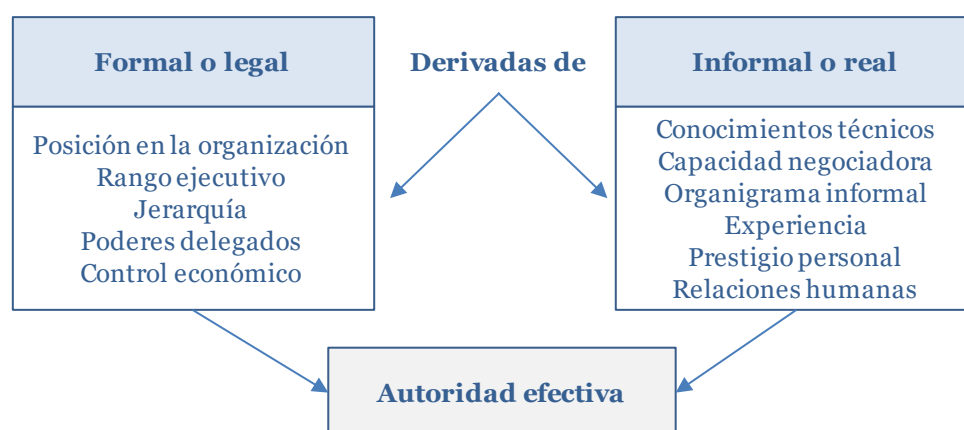 Formal o legal
Posición en la organización
Rango ejecutivo
Jerarquía
Poderes delegados
Control económico
Derivadas de
Informal o real
Conocimientos técnicos
Capacidad negociadora
Organigrama informal
Experiencia
Prestigio personal
Relaciones humanas
Autoridad efectiva